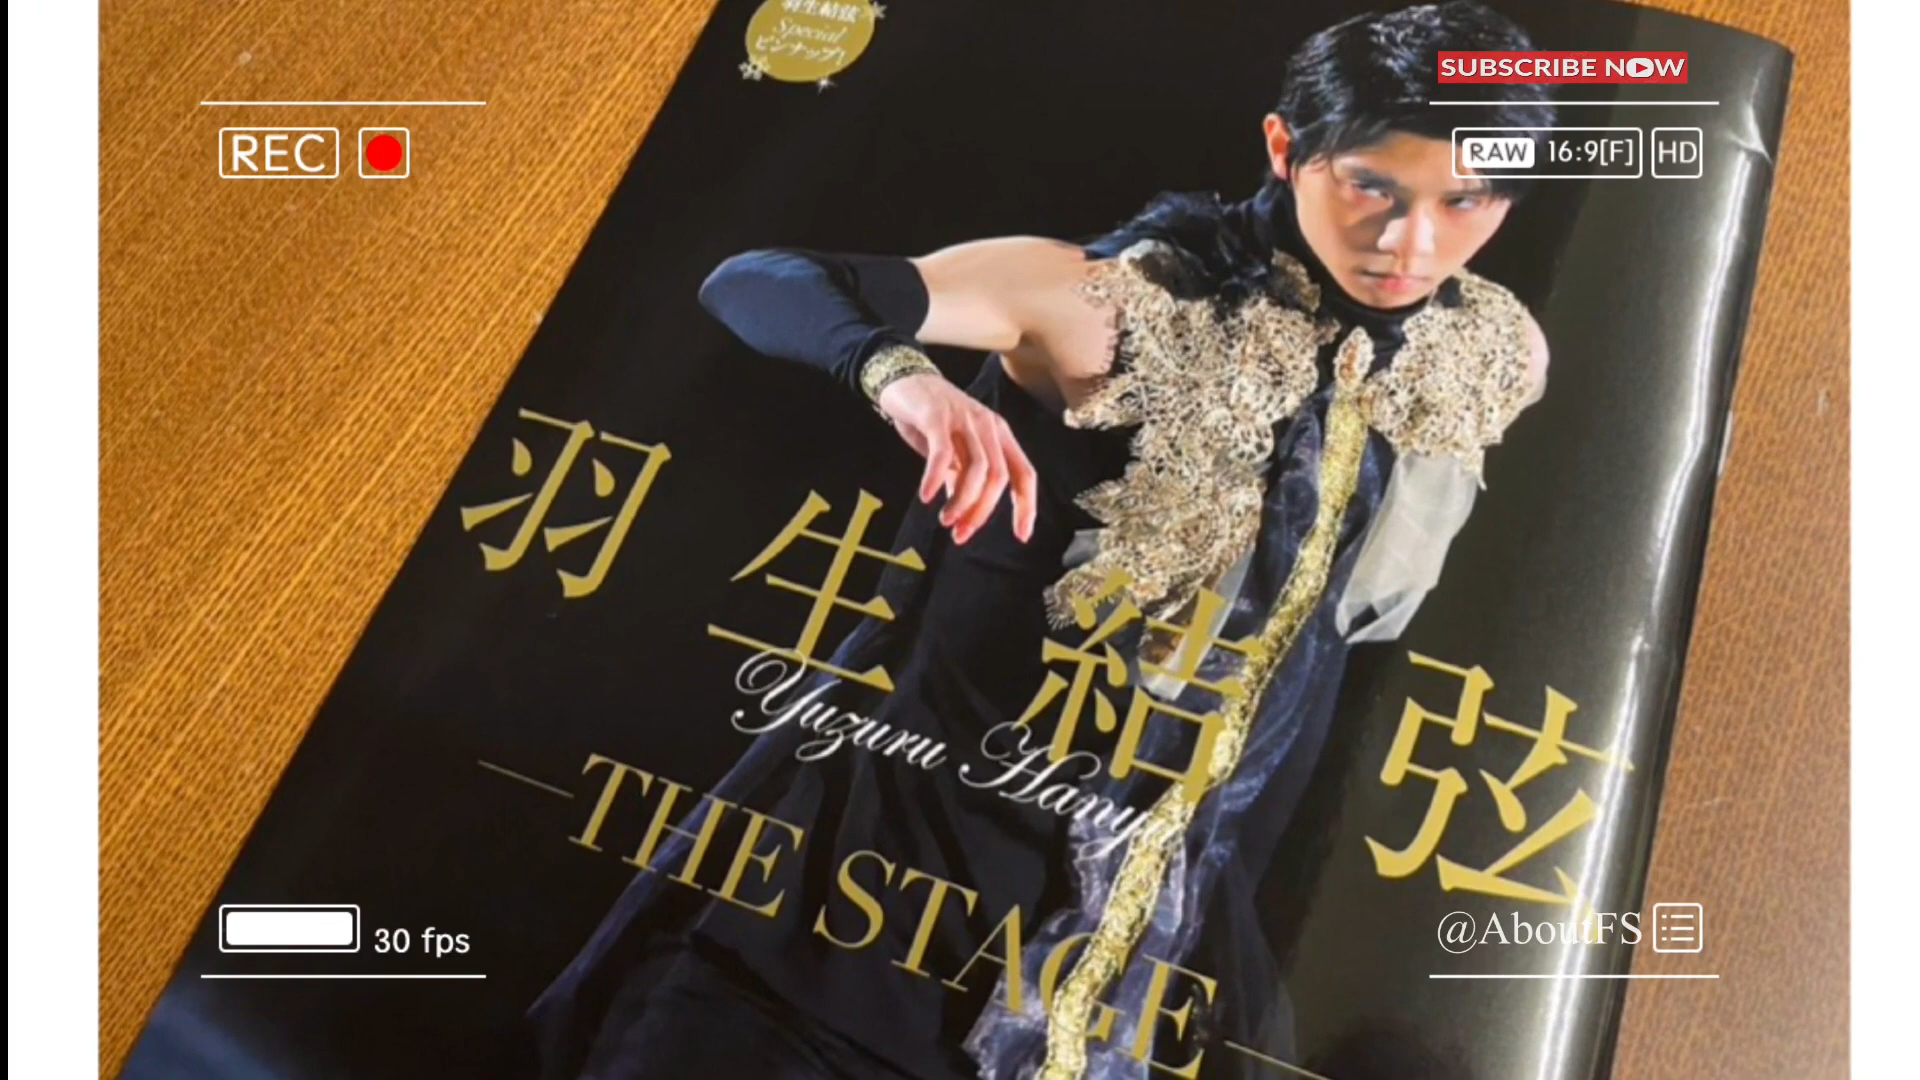 羽生結弦
Special
ピンナップ!
SUBSCRIBE NOW
REC
RAW 16:9[F] HD
羽生結弦
Yuzuru Hanyu
THE STAGE
30 fps
@AboutFS